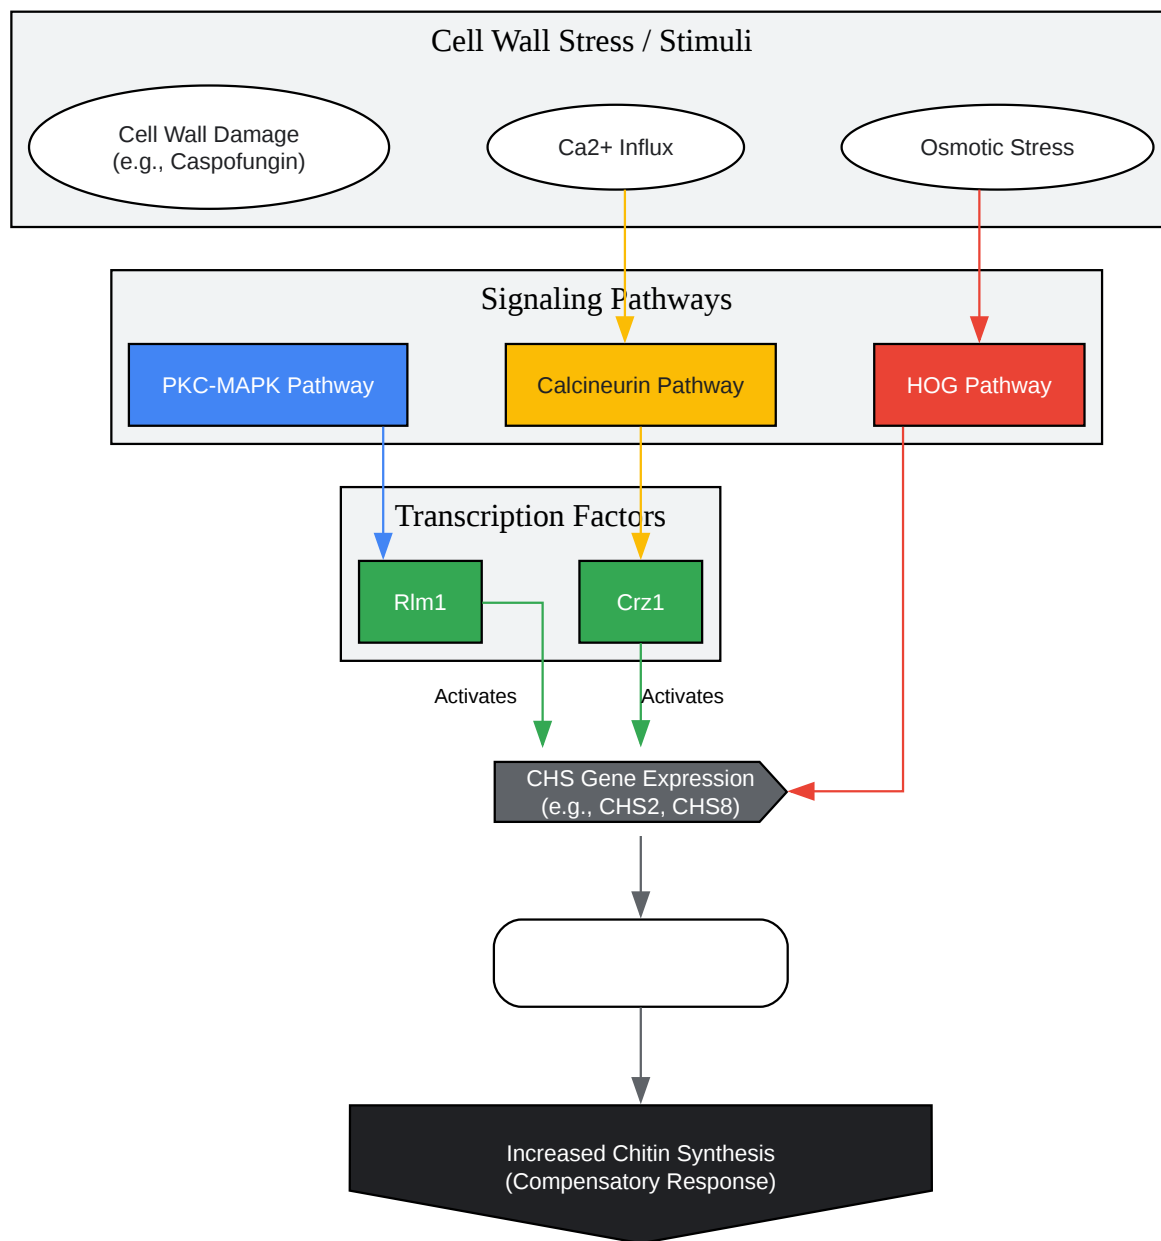 Cell Wall Stress / Stimuli
Cell Wall Damage
(e.g., Caspofungin)
Ca2+ Influx
Osmotic Stress
Signaling Pathways
PKC-MAPK Pathway
Calcineurin Pathway
HOG Pathway
Transcription Factors
Rlm1
Crz1
Activates
Activates
CHS Gene Expression
(e.g., CHS2, CHS8)
Increased Chitin Synthesis
(Compensatory Response)